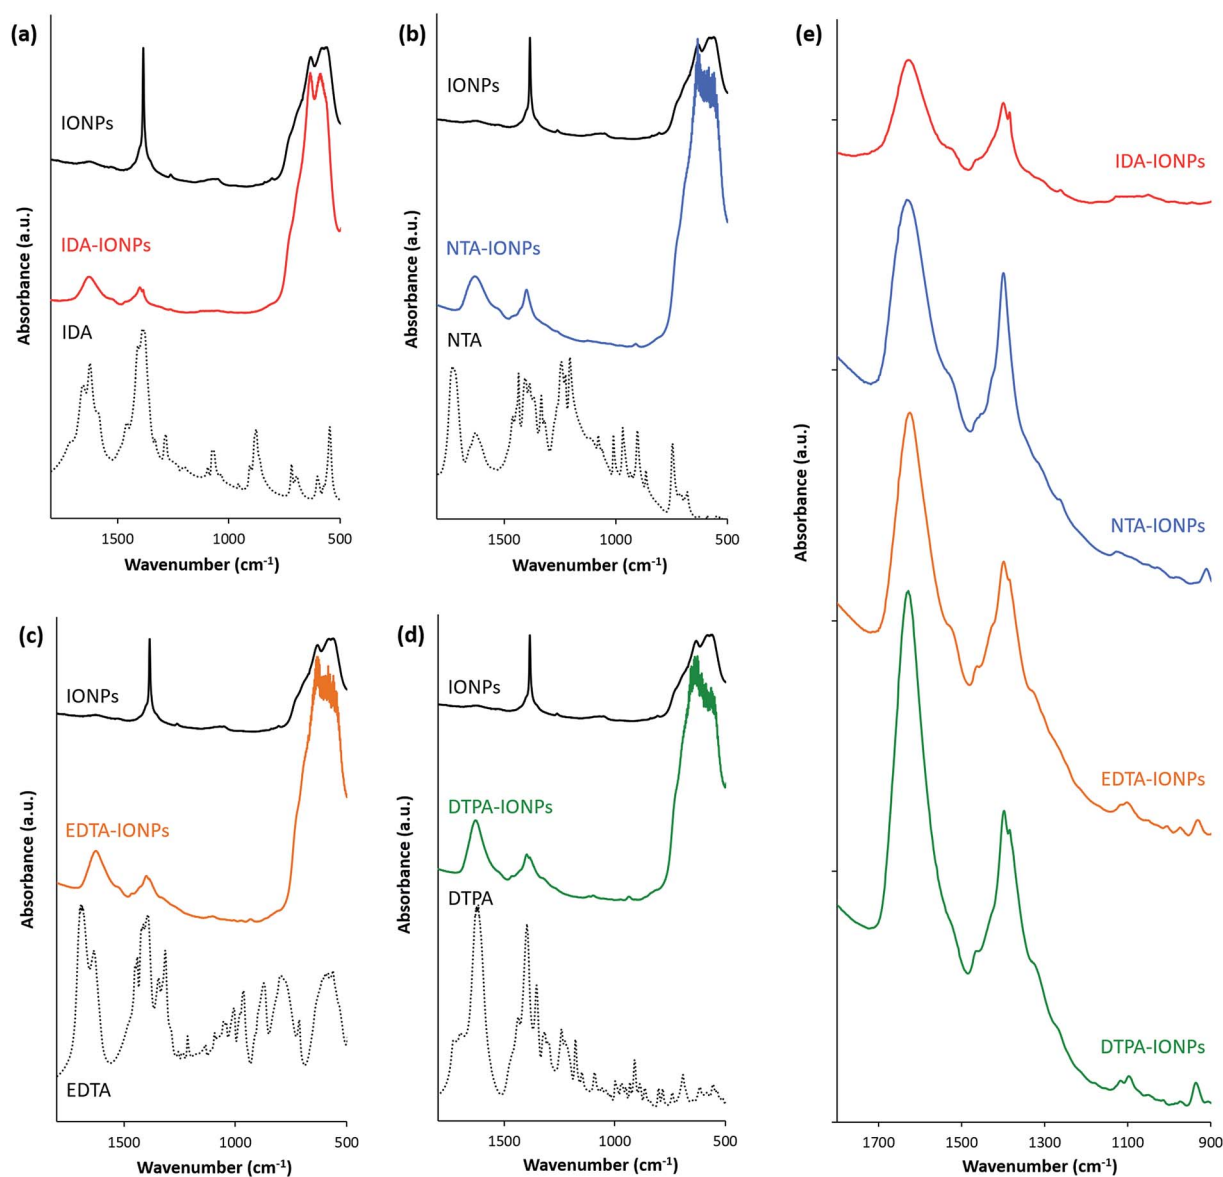 (a)
IONPs
IDA-IONPs
IDA
Absorbance (a.u.)
1500
1000
500
Wavenumber (cm⁻¹)
(b)
IONPs
NTA-IONPs
NTA
Absorbance (a.u.)
1500
1000
500
Wavenumber (cm⁻¹)
(c)
IONPs
EDTA-IONPs
EDTA
Absorbance (a.u.)
1500
1000
500
Wavenumber (cm⁻¹)
(d)
IONPs
DTPA-IONPs
DTPA
Absorbance (a.u.)
1500
1000
500
Wavenumber (cm⁻¹)
(e)
IDA-IONPs
NTA-IONPs
EDTA-IONPs
DTPA-IONPs
Absorbance (a.u.)
1700
1500
1300
1100
900
Wavenumber (cm⁻¹)